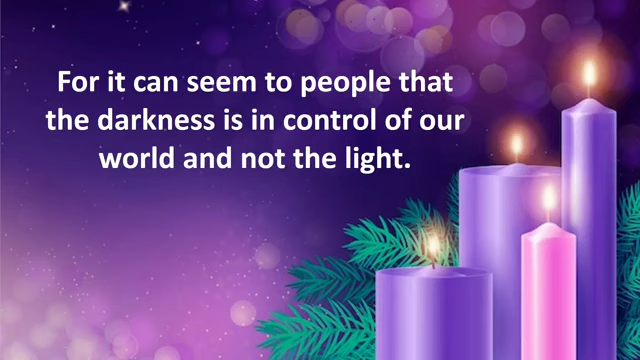 For it can seem to people that
the darkness is in control of our
world and not the light.